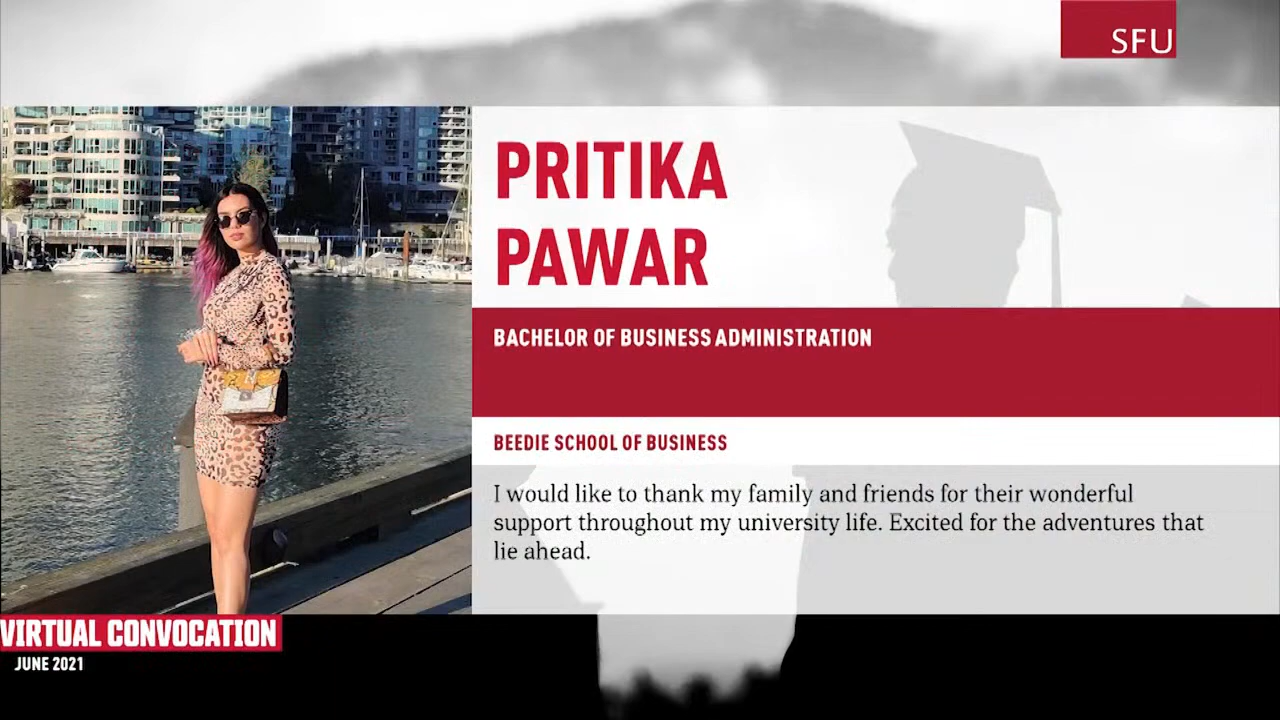 SFU
PRITIKA
PAWAR
BACHELOR OF BUSINESS ADMINISTRATION
BEEDIE SCHOOL OF BUSINESS
I would like to thank my family and friends for their wonderful
support throughout my university life. Excited for the adventures that
lie ahead.
VIRTUAL CONVOCATION
JUNE 2021